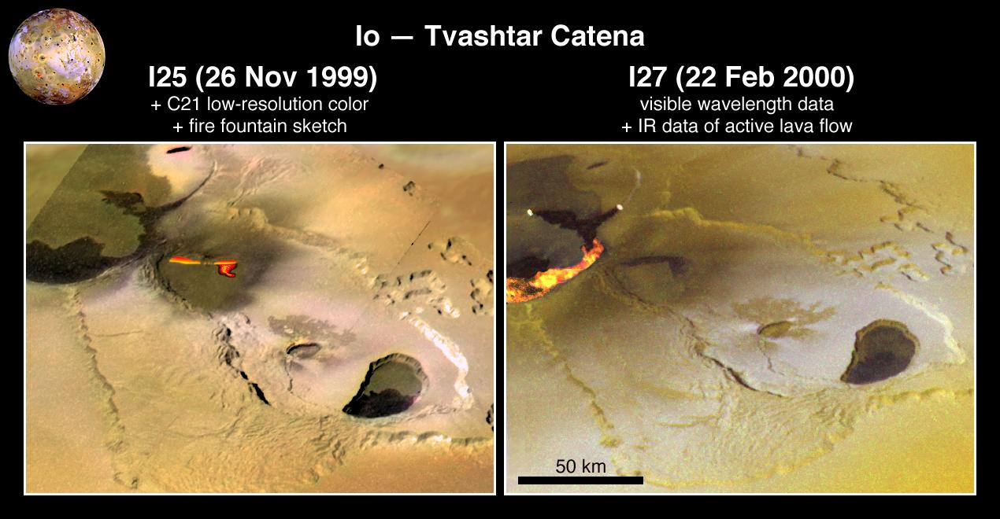 Io — Tvashtar Catena
I25 (26 Nov 1999)
+ C21 low-resolution color
+ fire fountain sketch
I27 (22 Feb 2000)
visible wavelength data
+ IR data of active lava flow
50 km